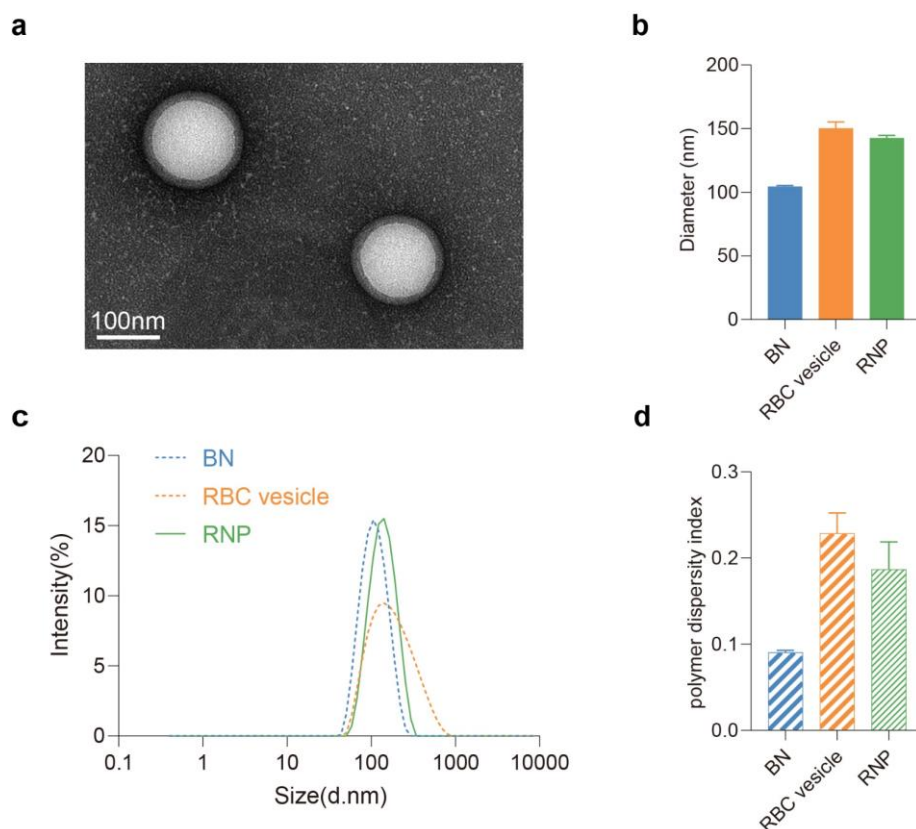 a
100nm
b
200
150
100
50
0
Diameter (nm)
BN
RBC vesicle
RNP
c
20
15
10
5
0
Intensity(%)
BN
RBC vesicle
RNP
0.1 1 10 100 1000 10000
Size(d.nm)
d
0.3
0.2
0.1
0.0
polymer dispersity index
BN
RBC vesicle
RNP